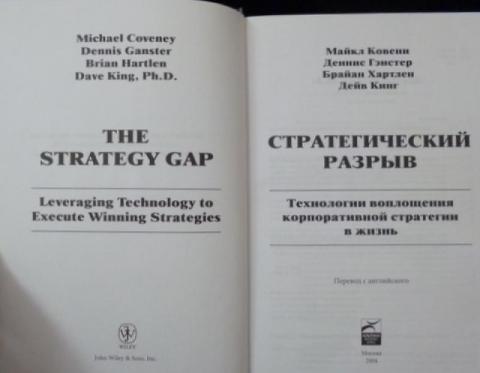 Michael Coveney
Dennis Ganster
Brian Hartlen
Dave King, Ph.D.
THE
STRATEGY GAP
Leveraging Technology to
Execute Winning Strategies
WILEY
John Wiley & Sons, Inc.
Майкл Ковени
Деннис Гэнстер
Брайан Хартлен
Дейв Кинг
СТРАТЕГИЧЕСКИЙ
РАЗРЫВ
Технологии воплощения
корпоративной стратегии
в жизнь
Перевод с английского
Москва
2004